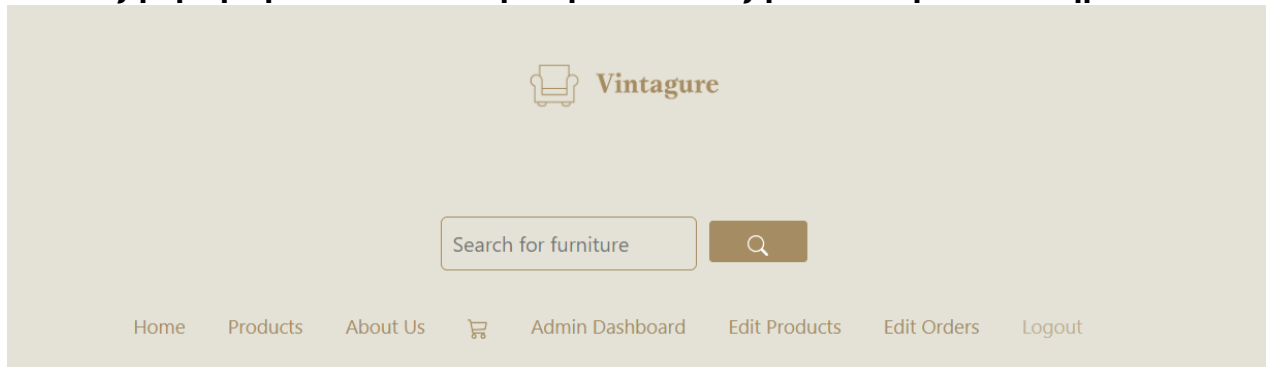 Vintagure
Search for furniture
Home Products About Us Admin Dashboard Edit Products Edit Orders Logout